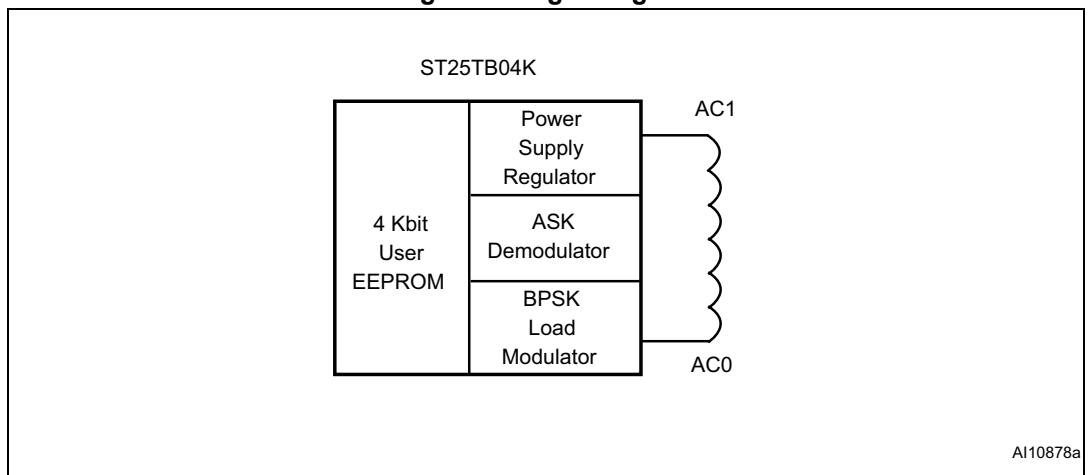 ST25TB04K
Power
Supply
Regulator
AC1
4 Kbit
User
EEPROM
ASK
Demodulator
BPSK
Load
Modulator
AC0
AI10878a